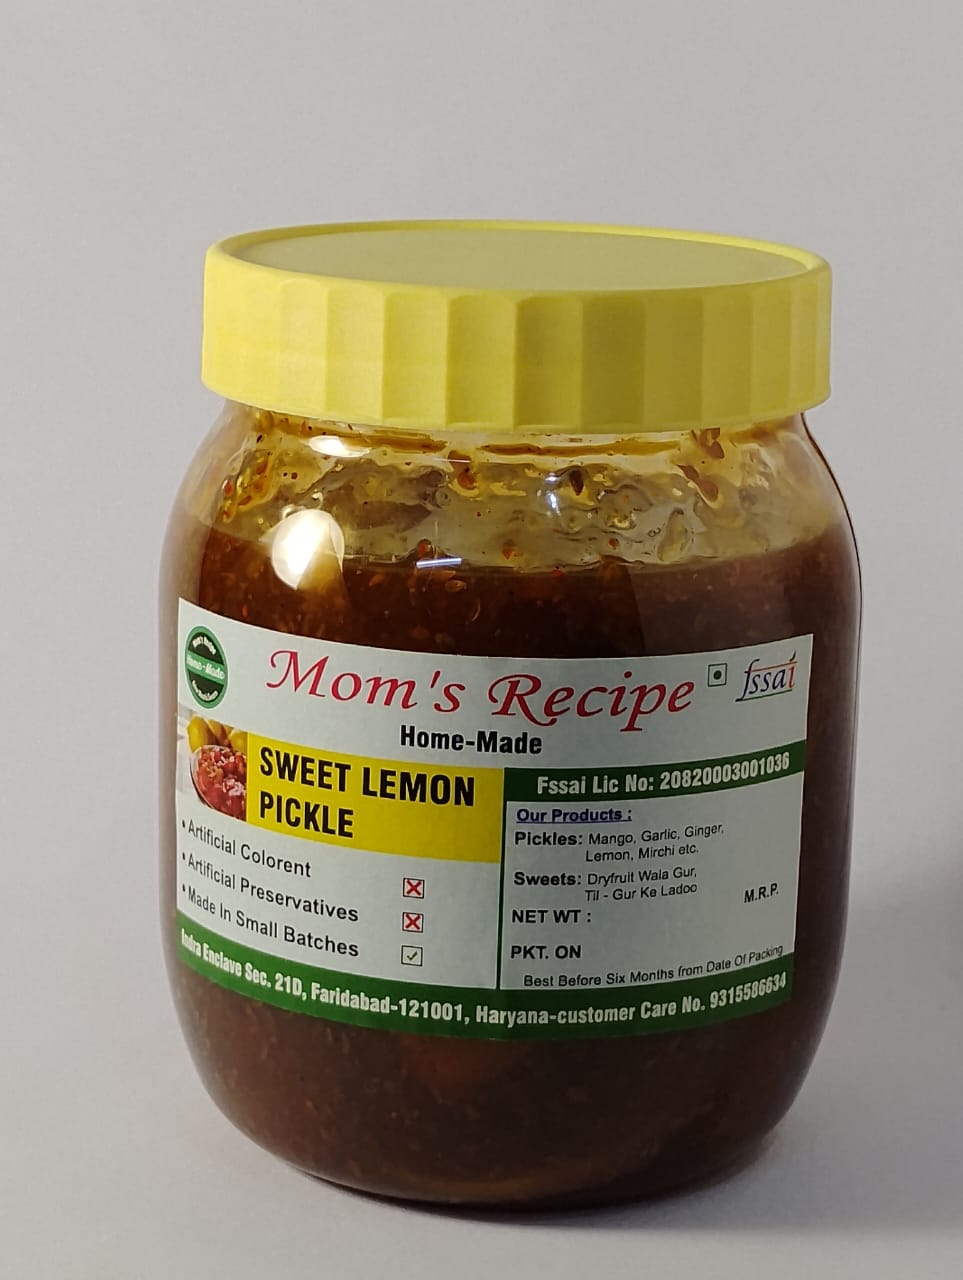 Home-Made
Mom's Recipe
fssai
Home-Made
SWEET LEMON
PICKLE
• Artificial Colorent
• Artificial Preservatives
• Made In Small Batches
Fssai Lic No: 20820003001036
Our Products :
Pickles: Mango, Garlic, Ginger,
Lemon, Mirchi etc.
Sweets: Dryfruit Wala Gur,
Til - Gur Ke Ladoo
M.R.P.
NET WT :
PKT. ON
Best Before Six Months from Date Of Packing
Indra Enclave Sec. 21D, Faridabad-121001, Haryana-customer Care No. 9315586634